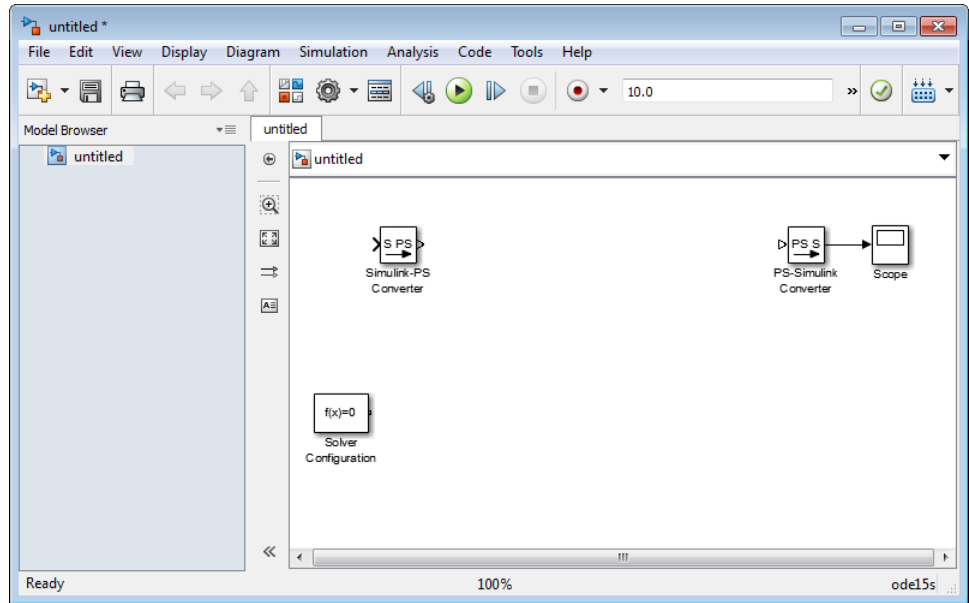 untitled *
File Edit View Display Diagram Simulation Analysis Code Tools Help
10.0 »
Model Browser untitled
untitled
untitled
S PS
Simulink-PS
Converter
PS S
PS-Simulink
Converter
Scope
f(x)=0
Solver
Configuration
Ready 100% ode15s